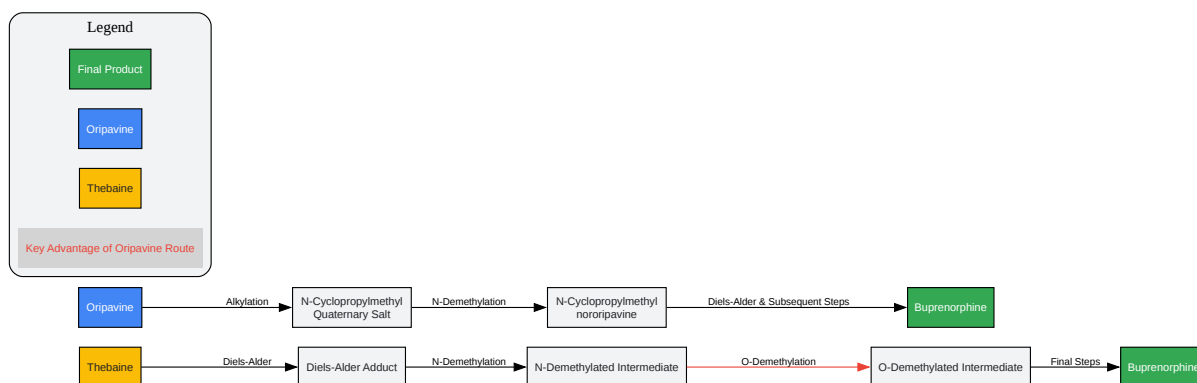 Legend
Final Product
Oripavine
Thebaine
Key Advantage of Oripavine Route
Oripavine
Alkylation
N-Cyclopropylmethyl
Quaternary Salt
N-Demethylation
N-Cyclopropylmethyl
nororipavine
Diels-Alder & Subsequent Steps
Buprenorphine
Thebaine
Diels-Alder
Diels-Alder Adduct
N-Demethylation
N-Demethylated Intermediate
O-Demethylation
O-Demethylated Intermediate
Final Steps
Buprenorphine